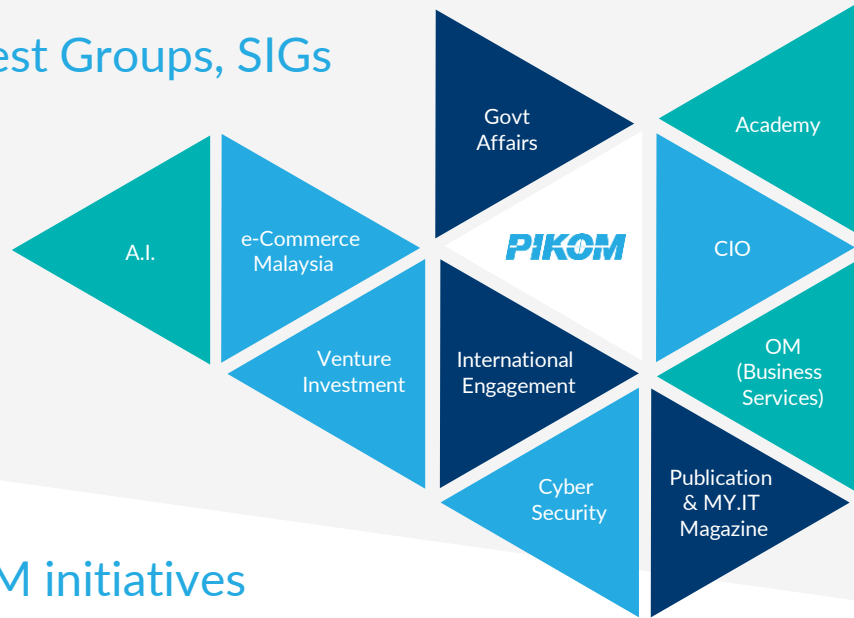 est Groups, SIGs
Govt
Affairs
Academy
A.I.
e-Commerce
Malaysia
PIKOM
CIO
Venture
Investment
International
Engagement
OM
(Business
Services)
Cyber
Security
Publication
& MY.IT
Magazine
M initiatives